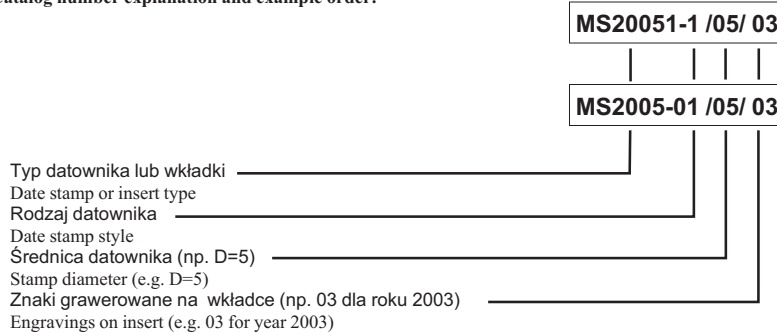 Catalog number explanation and example order:
MS20051-1 /05/ 03
MS2005-01 /05/ 03
Typ datownika lub wkładki
Date stamp or insert type
Rodzaj datownika
Date stamp style
Średnica datownika (np. D=5)
Stamp diameter (e.g. D=5)
Znaki grawerowane na wkładce (np. 03 dla roku 2003)
Engravings on insert (e.g. 03 for year 2003)